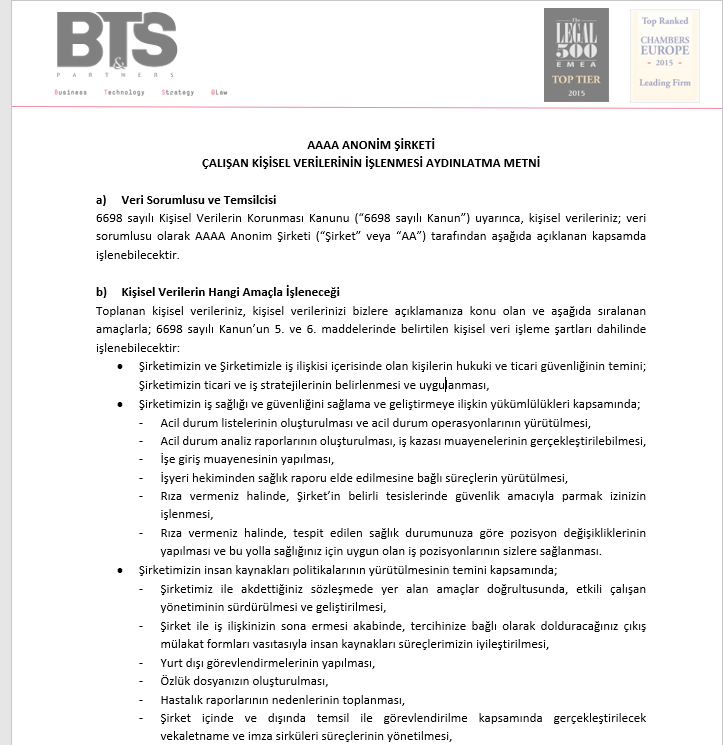 BTS
&
PARTNERS
Business Technology Strategy &Law
The
LEGAL
500
EMEA
TOP TIER
2015
Top Ranked
CHAMBERS
EUROPE
- 2015 -
Leading Firm
AAAA ANONİM ŞİRKETİ
ÇALIŞAN KİŞİSEL VERİLERİNİN İŞLENMESİ AYDINLATMA METNİ
a) Veri Sorumlusu ve Temsilcisi
6698 sayılı Kişisel Verilerin Korunması Kanunu (“6698 sayılı Kanun”) uyarınca, kişisel verileriniz; veri
sorumlusu olarak AAAA Anonim Şirketi (“Şirket” veya “AA”) tarafından aşağıda açıklanan kapsamda
işlenebilecektir.
b) Kişisel Verilerin Hangi Amaçla İşleneceği
Toplanan kişisel verileriniz, kişisel verilerinizi bizlere açıklamanıza konu olan ve aşağıda sıralanan
amaçlarla; 6698 sayılı Kanun’un 5. ve 6. maddelerinde belirtilen kişisel veri işleme şartları dahilinde
işlenebilecektir:
• Şirketimizin ve Şirketimizle iş ilişkisi içerisinde olan kişilerin hukuki ve ticari güvenliğinin temini;
Şirketimizin ticari ve iş stratejilerinin belirlenmesi ve uygulanması,
• Şirketimizin iş sağlığı ve güvenliğini sağlama ve geliştirmeye ilişkin yükümlülükleri kapsamında;
- Acil durum listelerinin oluşturulması ve acil durum operasyonlarının yürütülmesi,
- Acil durum analiz raporlarının oluşturulması, iş kazası muayenelerinin gerçekleştirilebilmesi,
- İşe giriş muayenesinin yapılması,
- İşyeri hekiminden sağlık raporu elde edilmesine bağlı süreçlerin yürütülmesi,
- Rıza vermeniz halinde, Şirket’in belirli tesislerinde güvenlik amacıyla parmak izinizin
işlenmesi,
- Rıza vermeniz halinde, tespit edilen sağlık durumunuza göre pozisyon değişikliklerinin
yapılması ve bu yolla sağlığınız için uygun olan iş pozisyonlarının sizlere sağlanması.
• Şirketimizin insan kaynakları politikalarının yürütülmesinin temini kapsamında;
- Şirketimiz ile akdettiğiniz sözleşmede yer alan amaçlar doğrultusunda, etkili çalışan
yönetiminin sürdürülmesi ve geliştirilmesi,
- Şirket ile iş ilişkinizin sona ermesi akabinde, tercihinize bağlı olarak dolduracağınız çıkış
mülakat formları vasıtasıyla insan kaynakları süreçlerimizin iyileştirilmesi,
- Yurt dışı görevlendirmelerinin yapılması,
- Özlük dosyanızın oluşturulması,
- Hastalık raporlarının nedenlerinin toplanması,
- Şirket içinde ve dışında temsil ile görevlendirilme kapsamında gerçekleştirilecek
vekaletname ve imza sirküleri süreçlerinin yönetilmesi,